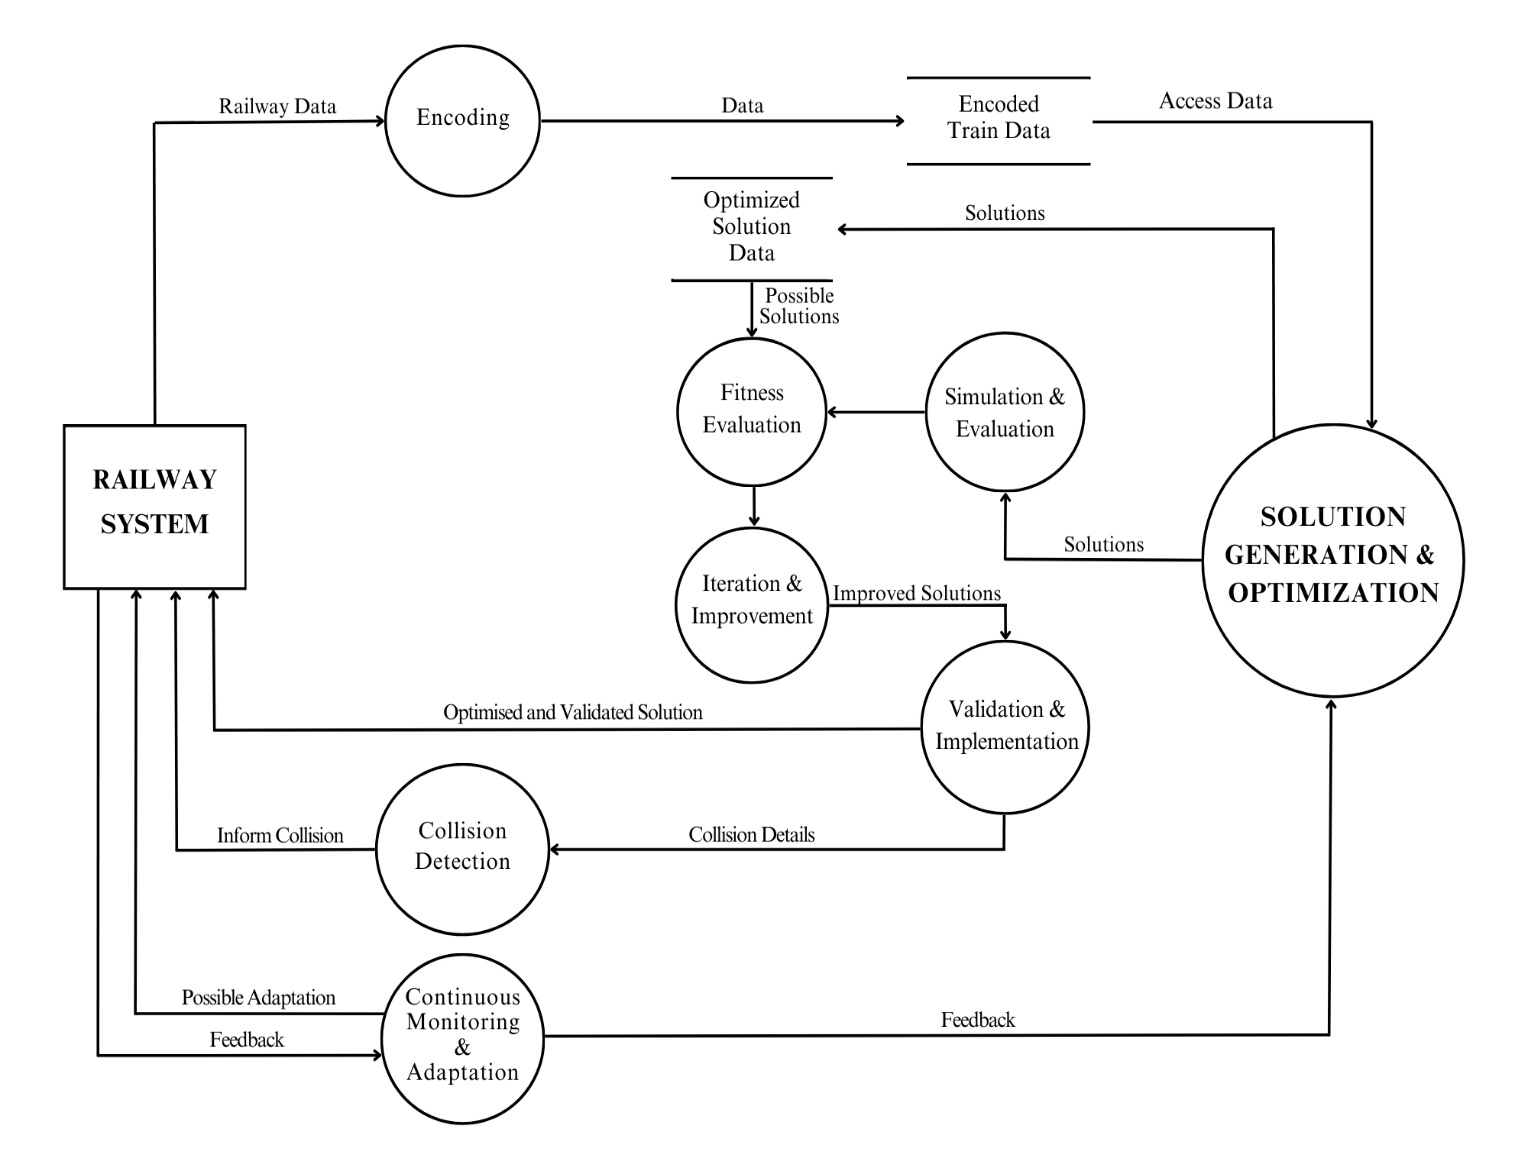 Railway Data
Encoding
Data
Encoded
Train Data
Access Data
Optimized
Solution
Data
Solutions
Possible
Solutions
Fitness
Evaluation
Simulation &
Evaluation
RAILWAY
SYSTEM
SOLUTION
GENERATION &
OPTIMIZATION
Solutions
Iteration &
Improvement
Improved Solutions
Validation &
Implementation
Optimised and Validated Solution
Collision
Detection
Inform Collision
Collision Details
Continuous
Monitoring
&
Adaptation
Possible Adaptation
Feedback
Feedback